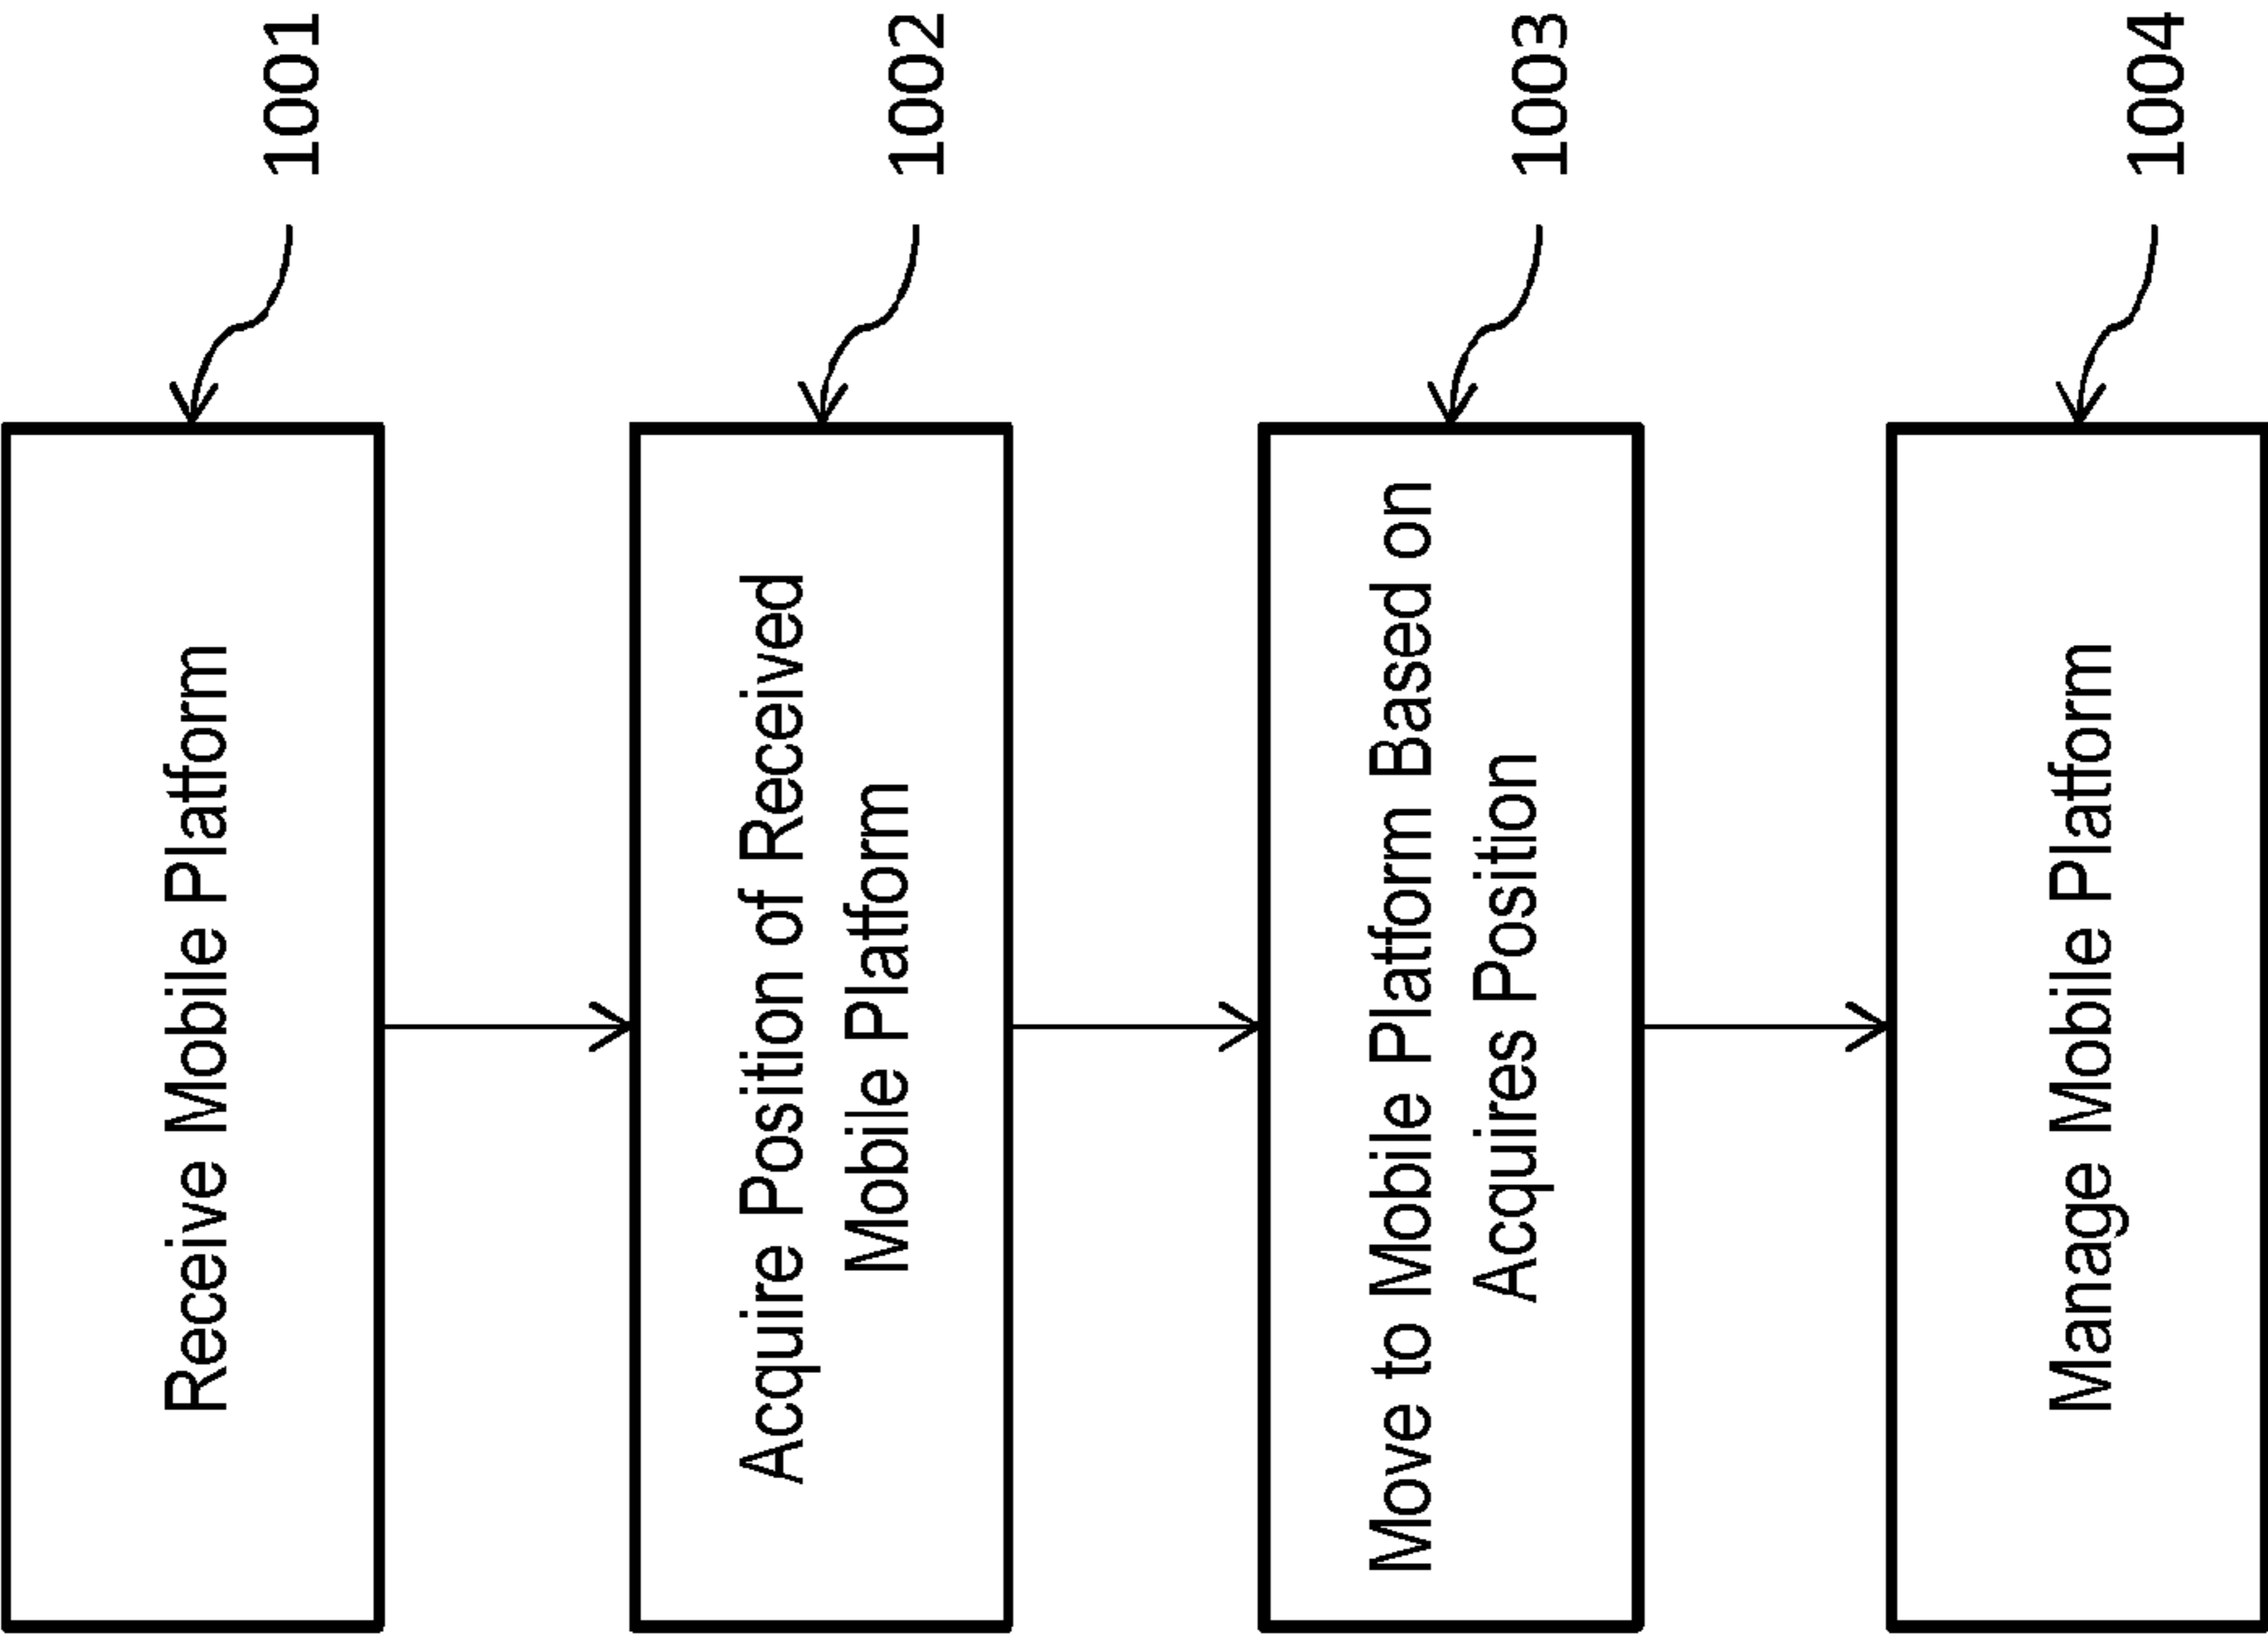 Receive Mobile Platform
1001
Acquire Position of Received
Mobile Platform
1002
Move to Mobile Platform Based on
Acquires Position
1003
Manage Mobile Platform
1004